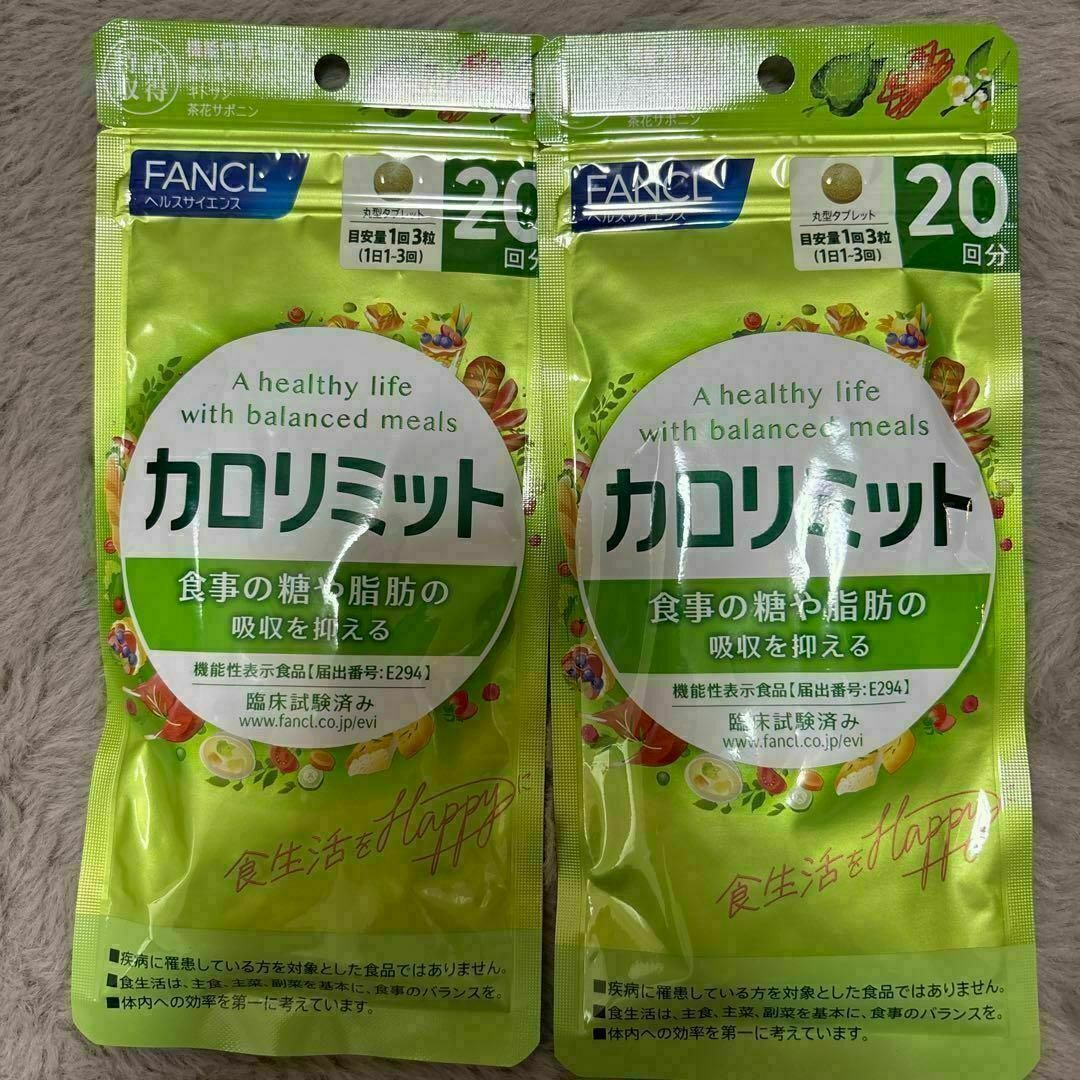 収得
キトサン
茶花サポニン
FANCL
ヘルスサイエンス
丸型タブレット
目安量1回3粒
(1日1~3回)
20
回分
A healthy life
with balanced meals
カロリミット
食事の糖や脂肪の
吸収を抑える
機能性表示食品【届出番号:E294】
臨床試験済み
www.fancl.co.jp/evi
食生活をHappyに
■疾病に罹患している方を対象とした食品ではありません。
■食生活は、主食、主菜、副菜を基本に、食事のバランスを。
■体内への効率を第一に考えています。
茶花サポニン
FANCL
ヘルスサイエンス
丸型タブレット
目安量1回3粒
(1日1~3回)
20
回分
A healthy life
with balanced meals
カロリミット
食事の糖や脂肪の
吸収を抑える
機能性表示食品【届出番号:E294】
臨床試験済み
www.fancl.co.jp/evi
食生活をHappyに
■疾病に罹患している方を対象とした食品ではありません。
■食生活は、主食、主菜、副菜を基本に、食事のバランスを。
■体内への効率を第一に考えています。